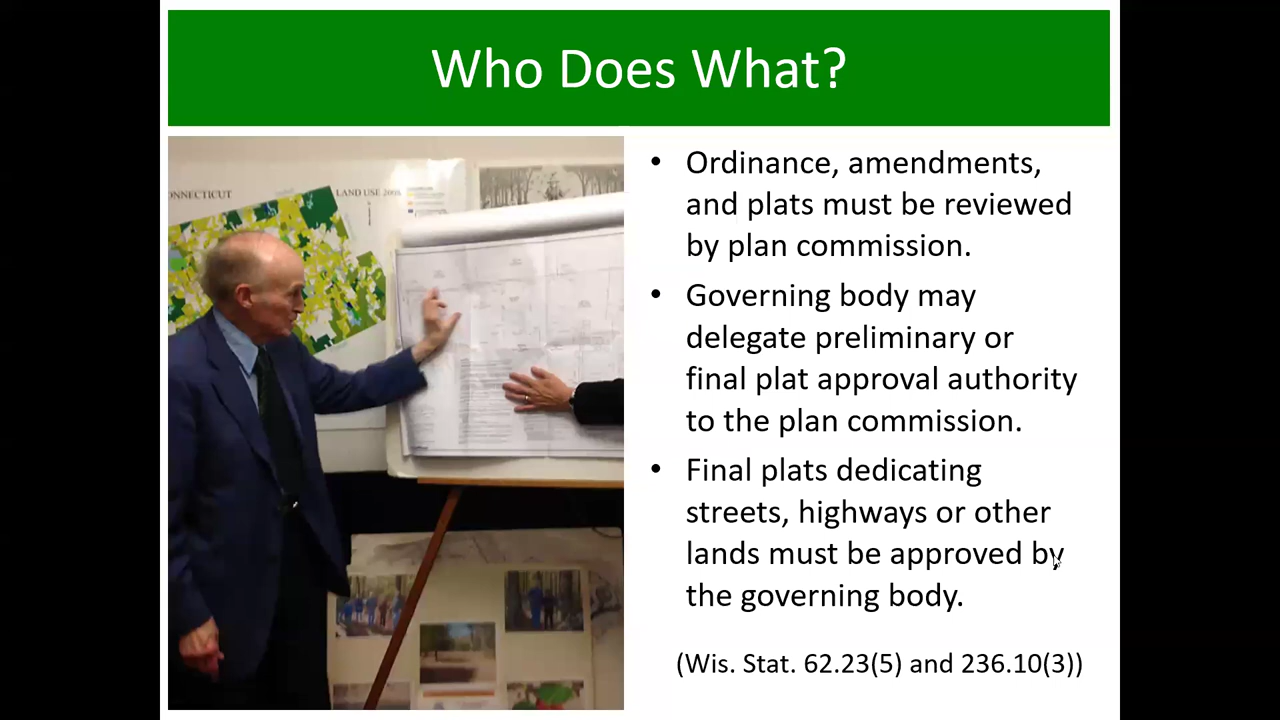 Who Does What?
ONNECTICUT
LAND USE 2008
• Ordinance, amendments,
and plats must be reviewed
by plan commission.
• Governing body may
delegate preliminary or
final plat approval authority
to the plan commission.
• Final plats dedicating
streets, highways or other
lands must be approved by
the governing body.
(Wis. Stat. 62.23(5) and 236.10(3))